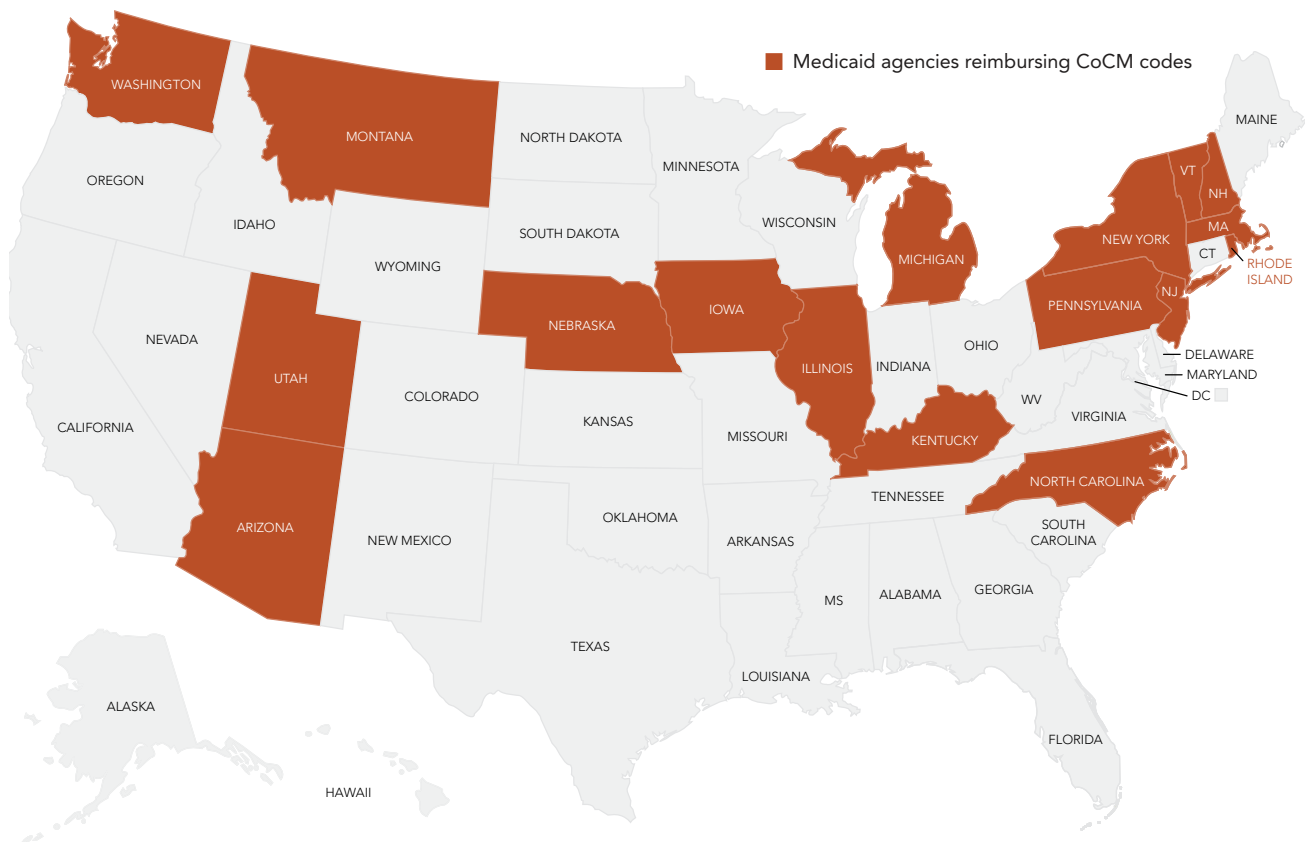 Medicaid agencies reimbursing CoCM codes
WASHINGTON
MONTANA
NORTH DAKOTA
MINNESOTA
MAINE
OREGON
IDAHO
SOUTH DAKOTA
WISCONSIN
VT
NH
MA
NEW YORK
CT
RHODE
ISLAND
WYOMING
MICHIGAN
NEBRASKA
IOWA
PENNSYLVANIA
NJ
NEVADA
UTAH
COLORADO
ILLINOIS
INDIANA
OHIO
DELAWARE
MARYLAND
DC
WV
VIRGINIA
CALIFORNIA
KANSAS
MISSOURI
KENTUCKY
NORTH CAROLINA
ARIZONA
NEW MEXICO
OKLAHOMA
ARKANSAS
TENNESSEE
SOUTH
CAROLINA
MS
ALABAMA
GEORGIA
TEXAS
LOUISIANA
FLORIDA
ALASKA
HAWAII